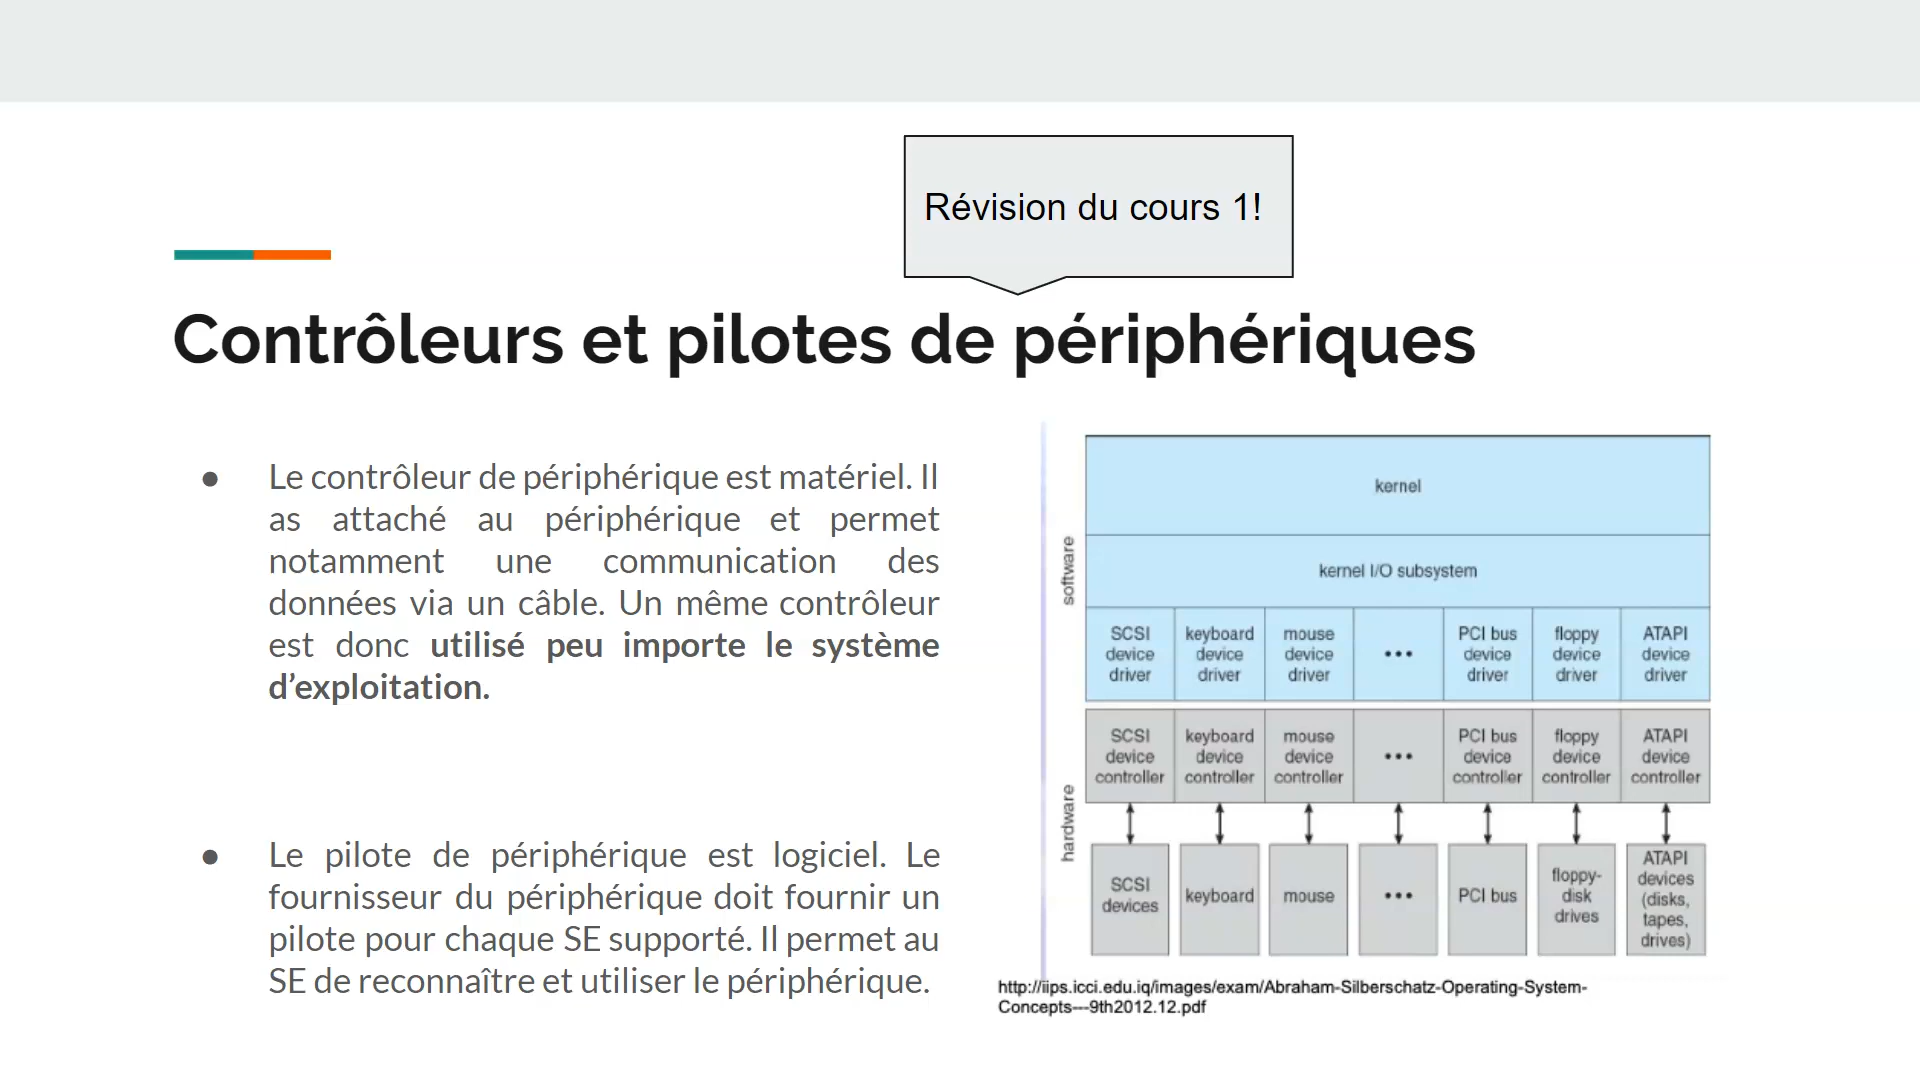 Révision du cours 1!
Contrôleurs et pilotes de périphériques
● Le contrôleur de périphérique est matériel. Il
as attaché au périphérique et permet
notamment une communication des
données via un câble. Un même contrôleur
est donc utilisé peu importe le système
d’exploitation.
● Le pilote de périphérique est logiciel. Le
fournisseur du périphérique doit fournir un
pilote pour chaque SE supporté. Il permet au
SE de reconnaître et utiliser le périphérique.
software
kernel
kernel I/O subsystem
SCSI
device
driver
keyboard
device
driver
mouse
device
driver
•••
PCI bus
device
driver
floppy
device
driver
ATAPI
device
driver
hardware
SCSI
device
controller
keyboard
device
controller
mouse
device
controller
•••
PCI bus
device
controller
floppy
device
controller
ATAPI
device
controller
SCSI
devices
keyboard
mouse
•••
PCI bus
floppy-
disk
drives
ATAPI
devices
(disks,
tapes,
drives)
http://iips.icci.edu.iq/images/exam/Abraham-Silberschatz-Operating-System-
Concepts---9th2012.12.pdf